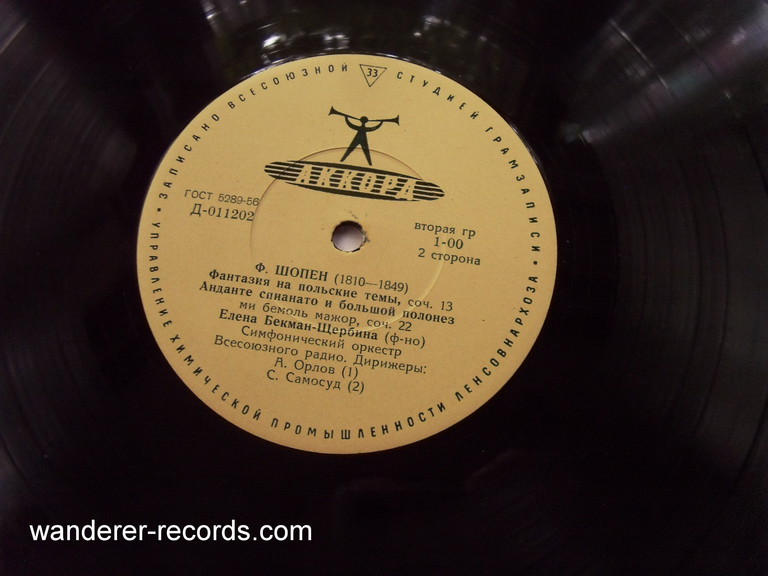 • ЗАПИСАНО ВСЕСОЮЗНОЙ 33 СТУДИЕЙ ГРАМЗАПИСИ •
АККОРД
ГОСТ 5289-56
Д-011202
вторая гр
1-00
2 сторона
Ф. ШОПЕН (1810—1849)
Фантазия на польские темы, соч. 13
Анданте спианато и большой полонез
ми бемоль мажор, соч. 22
Елена Бекман-Щербина (ф-но)
Симфонический оркестр
Всесоюзного радио. Дирижеры:
А. Орлов (1)
С. Самосуд (2)
УПРАВЛЕНИЕ ХИМИЧЕСКОЙ ПРОМЫШЛЕННОСТИ ЛЕНСОВНАРХОЗА
wanderer-records.com